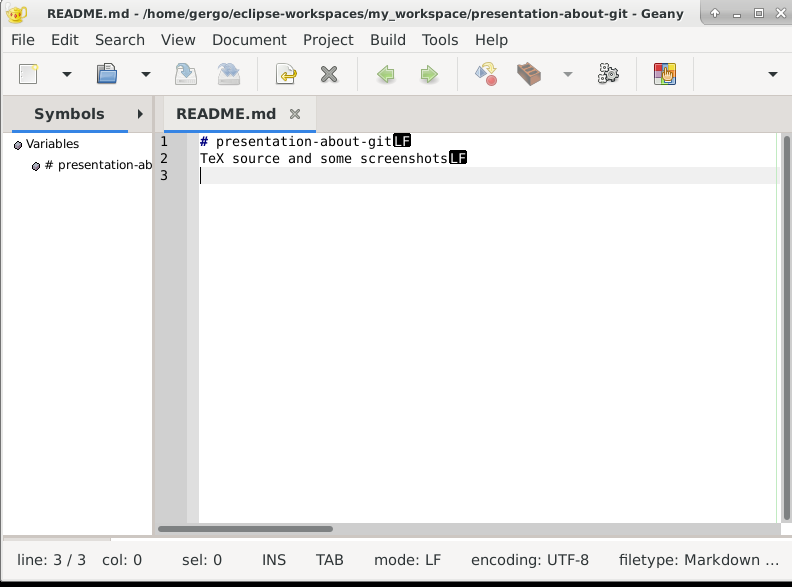 README.md - /home/gergo/eclipse-workspaces/my_workspace/presentation-about-git - Geany
File Edit Search View Document Project Build Tools Help
Symbols README.md
Variables
# presentation-ab
1 # presentation-about-gitLF
2 TeX source and some screenshotsLF
3
line: 3 / 3 col: 0 sel: 0 INS TAB mode: LF encoding: UTF-8 filetype: Markdown ...